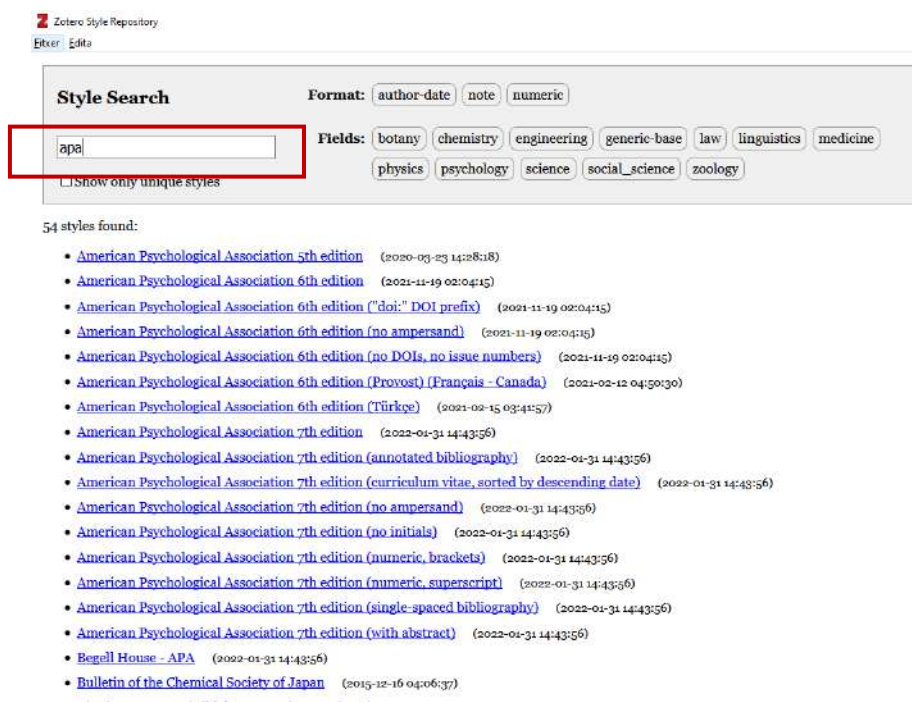 Zotero Style Repository
Fitxer Edita
Style Search
Format: author-date note numeric
apa
Fields: botany chemistry engineering generic-base law linguistics medicine
physics psychology science social_science zoology
Show only unique styles
54 styles found:
• American Psychological Association 5th edition (2020-03-23 14:28:18)
• American Psychological Association 6th edition (2021-11-19 02:04:15)
• American Psychological Association 6th edition ("doi:" DOI prefix) (2021-11-19 02:04:15)
• American Psychological Association 6th edition (no ampersand) (2021-11-19 02:04:15)
• American Psychological Association 6th edition (no DOIs, no issue numbers) (2021-11-19 02:04:15)
• American Psychological Association 6th edition (Provost) (Français - Canada) (2021-02-12 04:50:30)
• American Psychological Association 6th edition (Türkçe) (2021-02-15 03:41:57)
• American Psychological Association 7th edition (2022-01-31 14:43:56)
• American Psychological Association 7th edition (annotated bibliography) (2022-01-31 14:43:56)
• American Psychological Association 7th edition (curriculum vitae, sorted by descending date) (2022-01-31 14:43:56)
• American Psychological Association 7th edition (no ampersand) (2022-01-31 14:43:56)
• American Psychological Association 7th edition (no initials) (2022-01-31 14:43:56)
• American Psychological Association 7th edition (numeric, brackets) (2022-01-31 14:43:56)
• American Psychological Association 7th edition (numeric, superscript) (2022-01-31 14:43:56)
• American Psychological Association 7th edition (single-spaced bibliography) (2022-01-31 14:43:56)
• American Psychological Association 7th edition (with abstract) (2022-01-31 14:43:56)
• Begell House - APA (2022-01-31 14:43:56)
• Bulletin of the Chemical Society of Japan (2015-12-16 04:06:37)